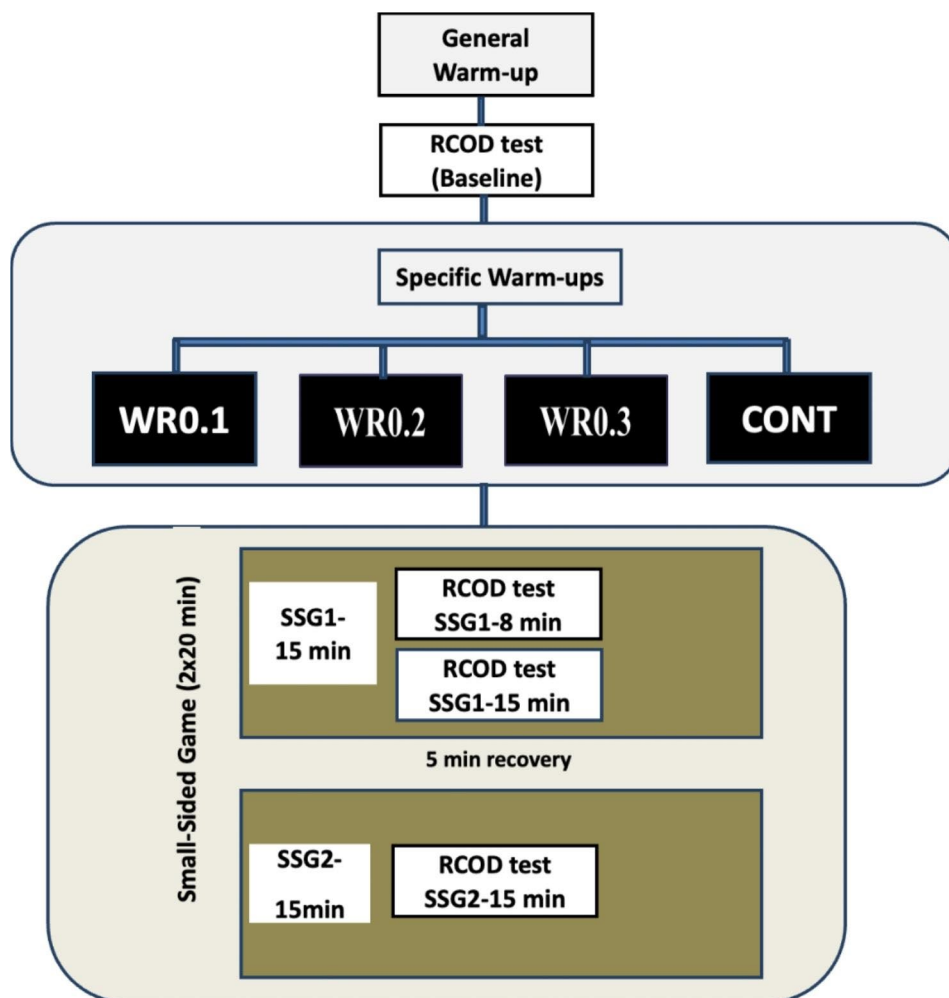 General
Warm-up
RCOD test
(Baseline)
Specific Warm-ups
WR0.1
WR0.2
WR0.3
CONT
Small-Sided Game (2x20 min)
SSG1-
15 min
RCOD test
SSG1-8 min
RCOD test
SSG1-15 min
5 min recovery
SSG2-
15min
RCOD test
SSG2-15 min